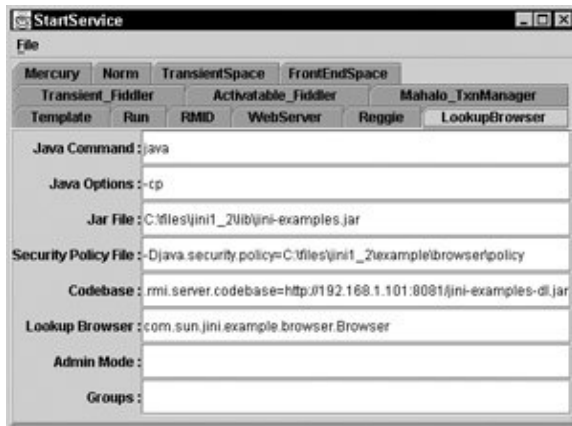 StartService
File
Mercury Norm TransientSpace FrontEndSpace
Transient_Fiddler Activatable_Fiddler Mahalo_TxnManager
Template Run RMID WebServer Reggie LookupBrowser
Java Command : java
Java Options : -cp
Jar File : C:\files\jini1_2\lib\jini-examples.jar
Security Policy File : -Djava.security.policy=C:\files\jini1_2\example\browser\policy
Codebase : .rmi.server.codebase=http://192.168.1.101:8081/jini-examples-dl.jar
Lookup Browser : com.sun.jini.example.browser.Browser
Admin Mode :
Groups :